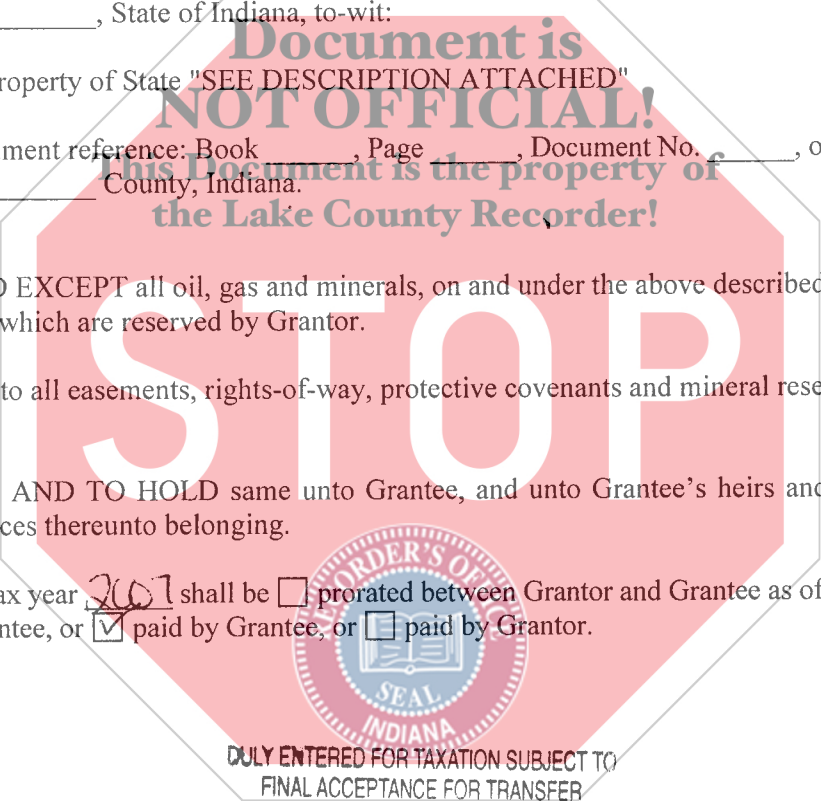 ________, State of Indiana, to-wit:
Document is
roperty of State "SEE DESCRIPTION ATTACHED"
NOT OFFICIAL!
ment reference: Book ______, Page ______, Document No. ______, o
This Document is the property of
________ County, Indiana.
the Lake County Recorder!
EXCEPT all oil, gas and minerals, on and under the above described
which are reserved by Grantor.
STOP
to all easements, rights-of-way, protective covenants and mineral rese
AND TO HOLD same unto Grantee, and unto Grantee's heirs and
ces thereunto belonging.
RECORDER'S OFFICE
ax year 2007 shall be ☐ prorated between Grantor and Grantee as of
ntee, or ☑ paid by Grantee, or ☐ paid by Grantor.
SEAL
INDIANA
DULY ENTERED FOR TAXATION SUBJECT TO
FINAL ACCEPTANCE FOR TRANSFER